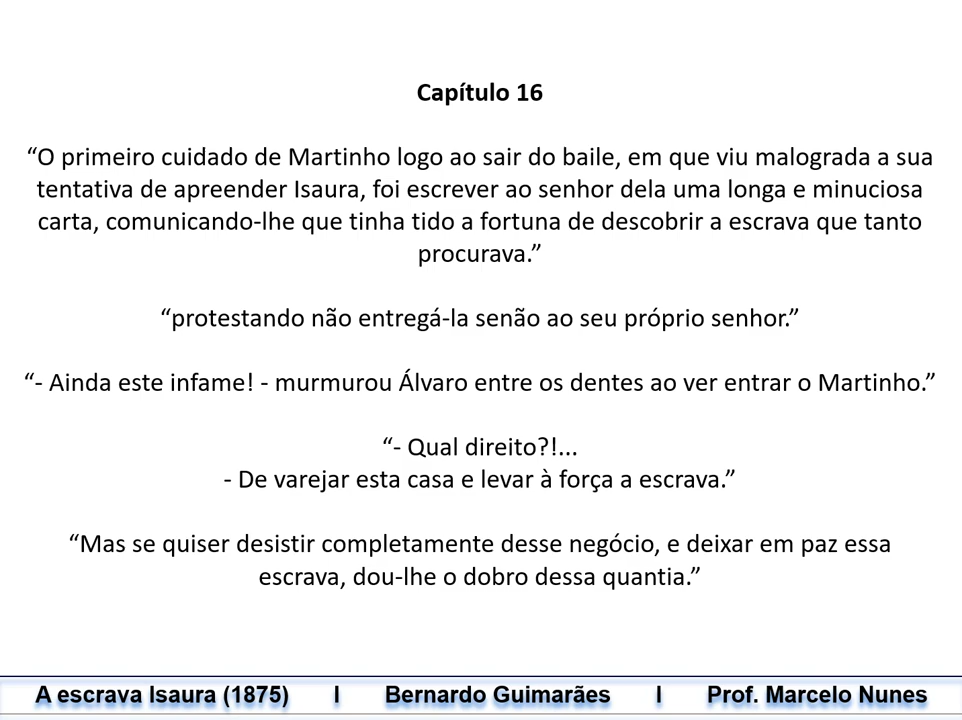 Capítulo 16
“O primeiro cuidado de Martinho logo ao sair do baile, em que viu malograda a sua
tentativa de apreender Isaura, foi escrever ao senhor dela uma longa e minuciosa
carta, comunicando-lhe que tinha tido a fortuna de descobrir a escrava que tanto
procurava.”
“protestando não entregá-la senão ao seu próprio senhor.”
“- Ainda este infame! - murmurou Álvaro entre os dentes ao ver entrar o Martinho.”
“- Qual direito?!...
- De varejar esta casa e levar à força a escrava.”
“Mas se quiser desistir completamente desse negócio, e deixar em paz essa
escrava, dou-lhe o dobro dessa quantia.”
A escrava Isaura (1875) I Bernardo Guimarães I Prof. Marcelo Nunes